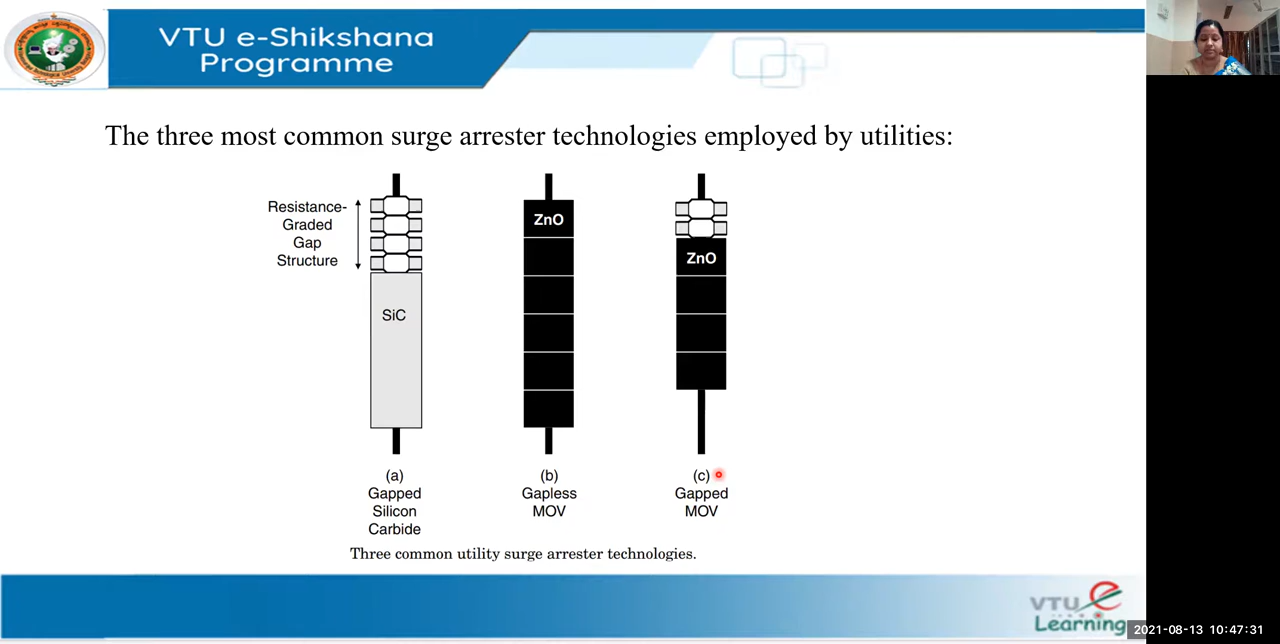 VTU e-Shikshana
Programme
The three most common surge arrester technologies employed by utilities:
Resistance-
Graded
Gap
Structure
SiC
ZnO
ZnO
(a)
Gapped
Silicon
Carbide
(b)
Gapless
MOV
(c)
Gapped
MOV
Three common utility surge arrester technologies.
VTU e
Learning
2021-08-13 10:47:31